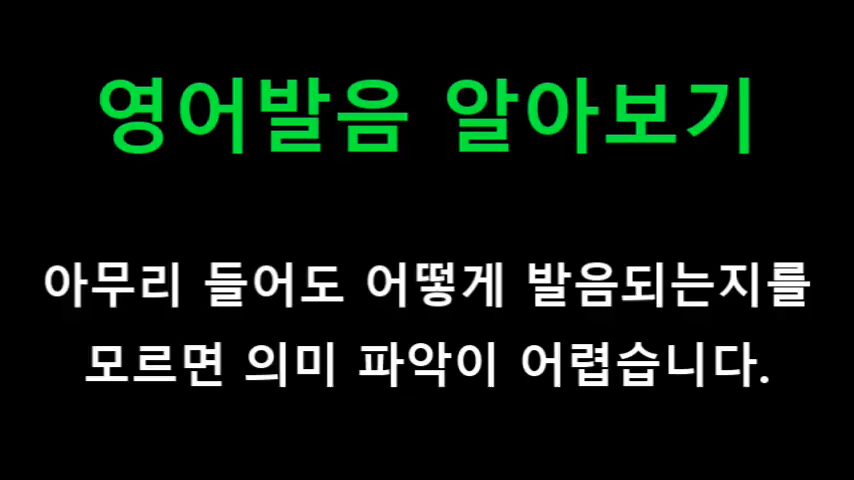 영어발음 알아보기
아무리 들어도 어떻게 발음되는지를
모르면 의미 파악이 어렵습니다.